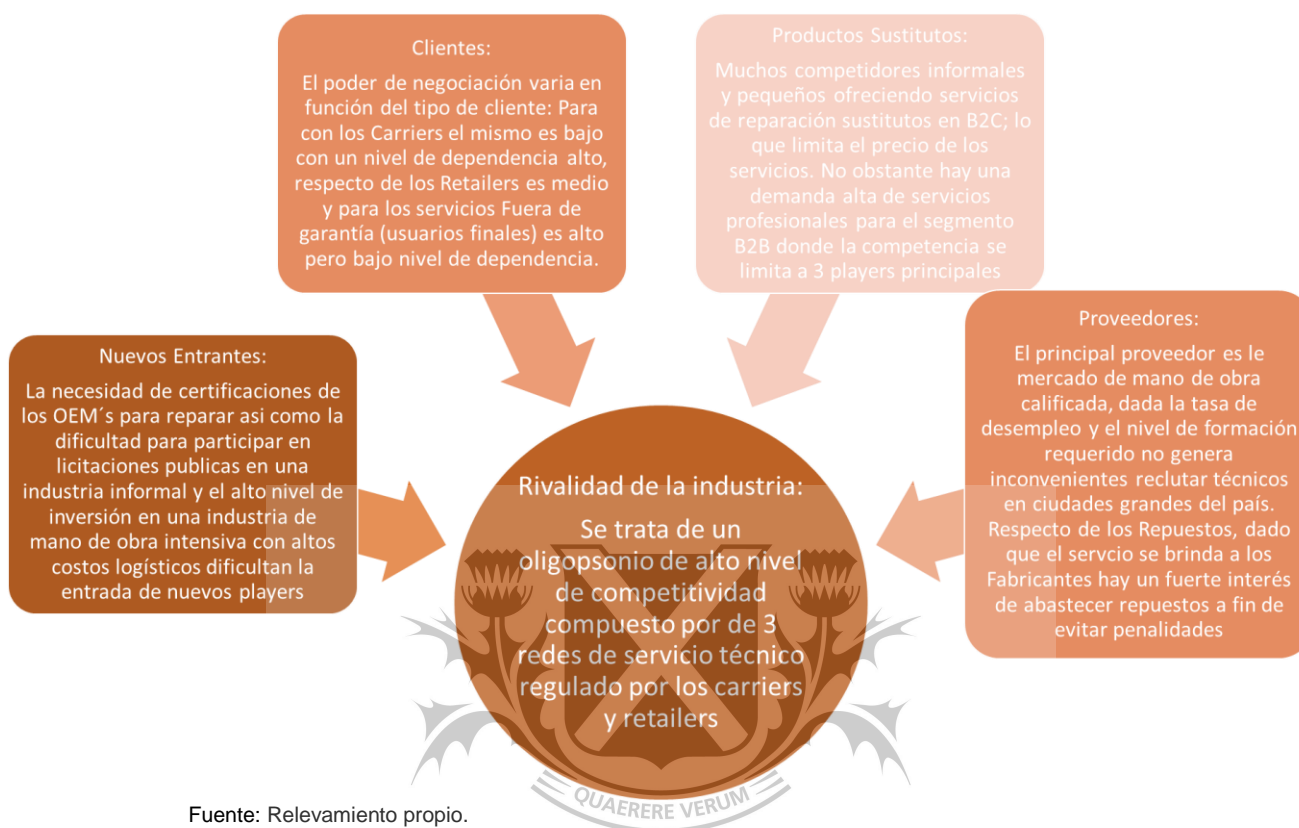 Clientes:
El poder de negociación varia en
función del tipo de cliente: Para
con los Carriers el mismo es bajo
con un nivel de dependencia alto,
respecto de los Retailers es medio
y para los servicios Fuera de
garantía (usuarios finales) es alto
pero bajo nivel de dependencia.
Productos Sustitutos:
Muchos competidores informales
y pequeños ofreciendo servicios
de reparación sustitutos en B2C; lo
que limita el precio de los
servicios. No obstante hay una
demanda alta de servicios
profesionales para el segmento
B2B donde la competencia se
limita a 3 players principales
Nuevos Entrantes:
La necesidad de certificaciones de
los OEM´s para reparar asi como la
dificultad para participar en
licitaciones publicas en una
industria informal y el alto nivel de
inversión en una industria de
mano de obra intensiva con altos
costos logísticos dificultan la
entrada de nuevos players
Proveedores:
El principal proveedor es le
mercado de mano de obra
calificada, dada la tasa de
desempleo y el nivel de formación
requerido no genera
inconvenientes reclutar técnicos
en ciudades grandes del país.
Respecto de los Repuestos, dado
que el servcio se brinda a los
Fabricantes hay un fuerte interés
de abastecer repuestos a fin de
evitar penalidades
Rivalidad de la industria:
Se trata de un
oligopsonio de alto nivel
de competitividad
compuesto por de 3
redes de servicio técnico
regulado por los carriers
y retailers
QUAERERE VERUM
Fuente: Relevamiento propio.